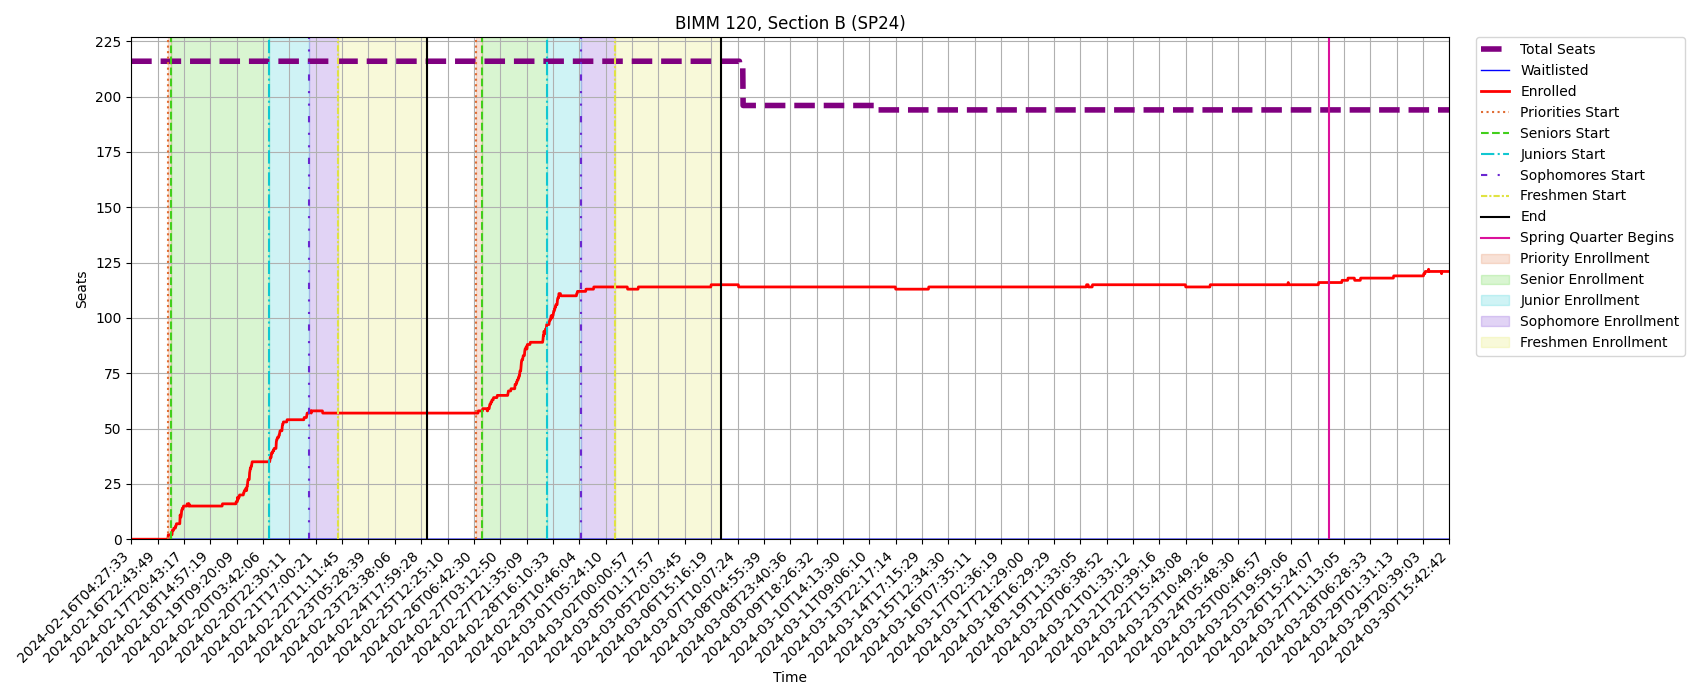 BIMM 120, Section B (SP24)
225
200
175
150
125
100
75
50
25
0
Seats
2024-02-16T04:27:33
2024-02-16T22:43:49
2024-02-17T20:43:17
2024-02-18T14:57:19
2024-02-19T09:20:09
2024-02-20T03:42:06
2024-02-20T22:30:11
2024-02-21T17:00:21
2024-02-22T11:11:45
2024-02-23T05:28:39
2024-02-23T23:38:06
2024-02-24T17:59:28
2024-02-25T12:25:10
2024-02-26T06:42:30
2024-02-27T03:12:50
2024-02-27T21:35:09
2024-02-28T16:10:33
2024-02-29T10:46:04
2024-03-01T05:24:10
2024-03-02T00:00:57
2024-03-05T01:17:57
2024-03-05T20:03:45
2024-03-06T15:16:19
2024-03-07T10:07:24
2024-03-08T04:55:39
2024-03-08T23:40:36
2024-03-09T18:26:32
2024-03-10T14:13:30
2024-03-11T09:06:10
2024-03-13T22:17:14
2024-03-14T17:15:29
2024-03-15T12:34:30
2024-03-16T07:35:11
2024-03-17T02:36:19
2024-03-17T21:29:00
2024-03-18T16:29:29
2024-03-19T11:33:05
2024-03-20T06:38:52
2024-03-21T01:33:12
2024-03-21T20:39:16
2024-03-22T15:43:08
2024-03-23T10:49:26
2024-03-24T05:48:30
2024-03-25T00:46:57
2024-03-25T19:59:06
2024-03-26T15:24:07
2024-03-27T11:13:05
2024-03-28T06:28:33
2024-03-29T01:31:13
2024-03-29T20:39:03
2024-03-30T15:42:42
Time
Total Seats
Waitlisted
Enrolled
Priorities Start
Seniors Start
Juniors Start
Sophomores Start
Freshmen Start
End
Spring Quarter Begins
Priority Enrollment
Senior Enrollment
Junior Enrollment
Sophomore Enrollment
Freshmen Enrollment